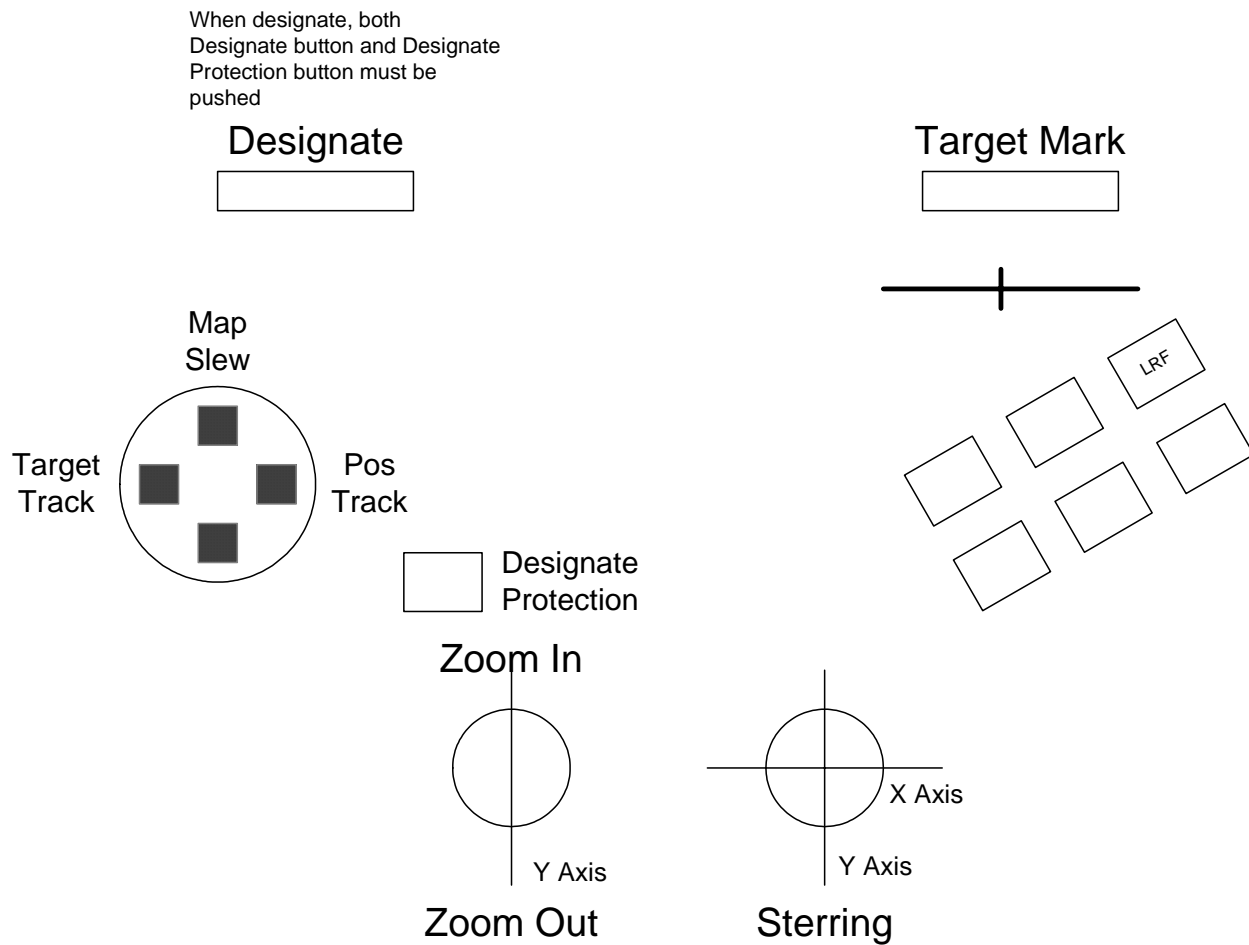 When designate, both
Designate button and Designate
Protection button must be
pushed
Designate
Target Mark
Map
Slew
LRF
Target
Track
Pos
Track
Designate
Protection
Zoom In
X Axis
Y Axis
Y Axis
Zoom Out
Sterring